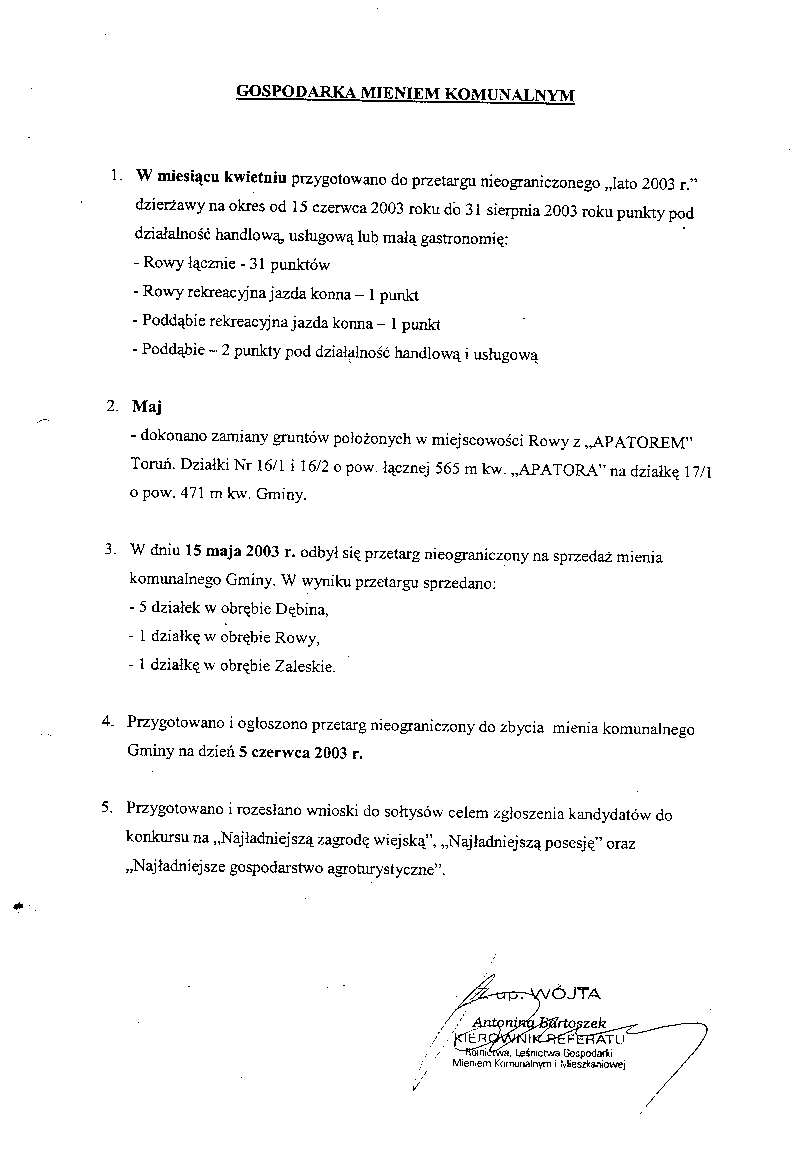 GOSPODARKA MIENIEM KOMUNALNYM
1. W miesiącu kwietniu przygotowano do przetargu nieograniczonego „lato 2003 r."
dzierżawy na okres od 15 czerwca 2003 roku do 31 sierpnia 2003 roku punkty pod
działalność handlową, usługową lub małą gastronomię:
- Rowy łącznie - 31 punktów
- Rowy rekreacyjna jazda konna – 1 punkt
- Poddąbie rekreacyjna jazda konna – 1 punkt
- Poddąbie – 2 punkty pod działalność handlową i usługową
2. Maj
- dokonano zamiany gruntów położonych w miejscowości Rowy z „APATOREM"
Toruń. Działki Nr 16/1 i 16/2 o pow. łącznej 565 m kw. „APATORA" na działkę 17/1
o pow. 471 m kw. Gminy.
3. W dniu 15 maja 2003 r. odbył się przetarg nieograniczony na sprzedaż mienia
komunalnego Gminy. W wyniku przetargu sprzedano:
- 5 działek w obrębie Dębina,
- 1 działkę w obrębie Rowy,
- 1 działkę w obrębie Zaleskie.
4. Przygotowano i ogłoszono przetarg nieograniczony do zbycia mienia komunalnego
Gminy na dzień 5 czerwca 2003 r.
5. Przygotowano i rozesłano wnioski do sołtysów celem zgłoszenia kandydatów do
konkursu na „Najładniejszą zagrodę wiejską", „Najładniejszą posesję" oraz
„Najładniejsze gospodarstwo agroturystyczne".
Z up. WÓJTA
Antonina Bartoszek
KIEROWNIK REFERATU
Rolnictwa, Leśnictwa Gospodarki
Mieniem Komunalnym i Mieszkaniowej